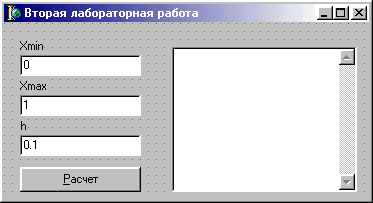 Вторая лабораторная работа
Xmin
0
Xmax
1
h
0.1
Расчет